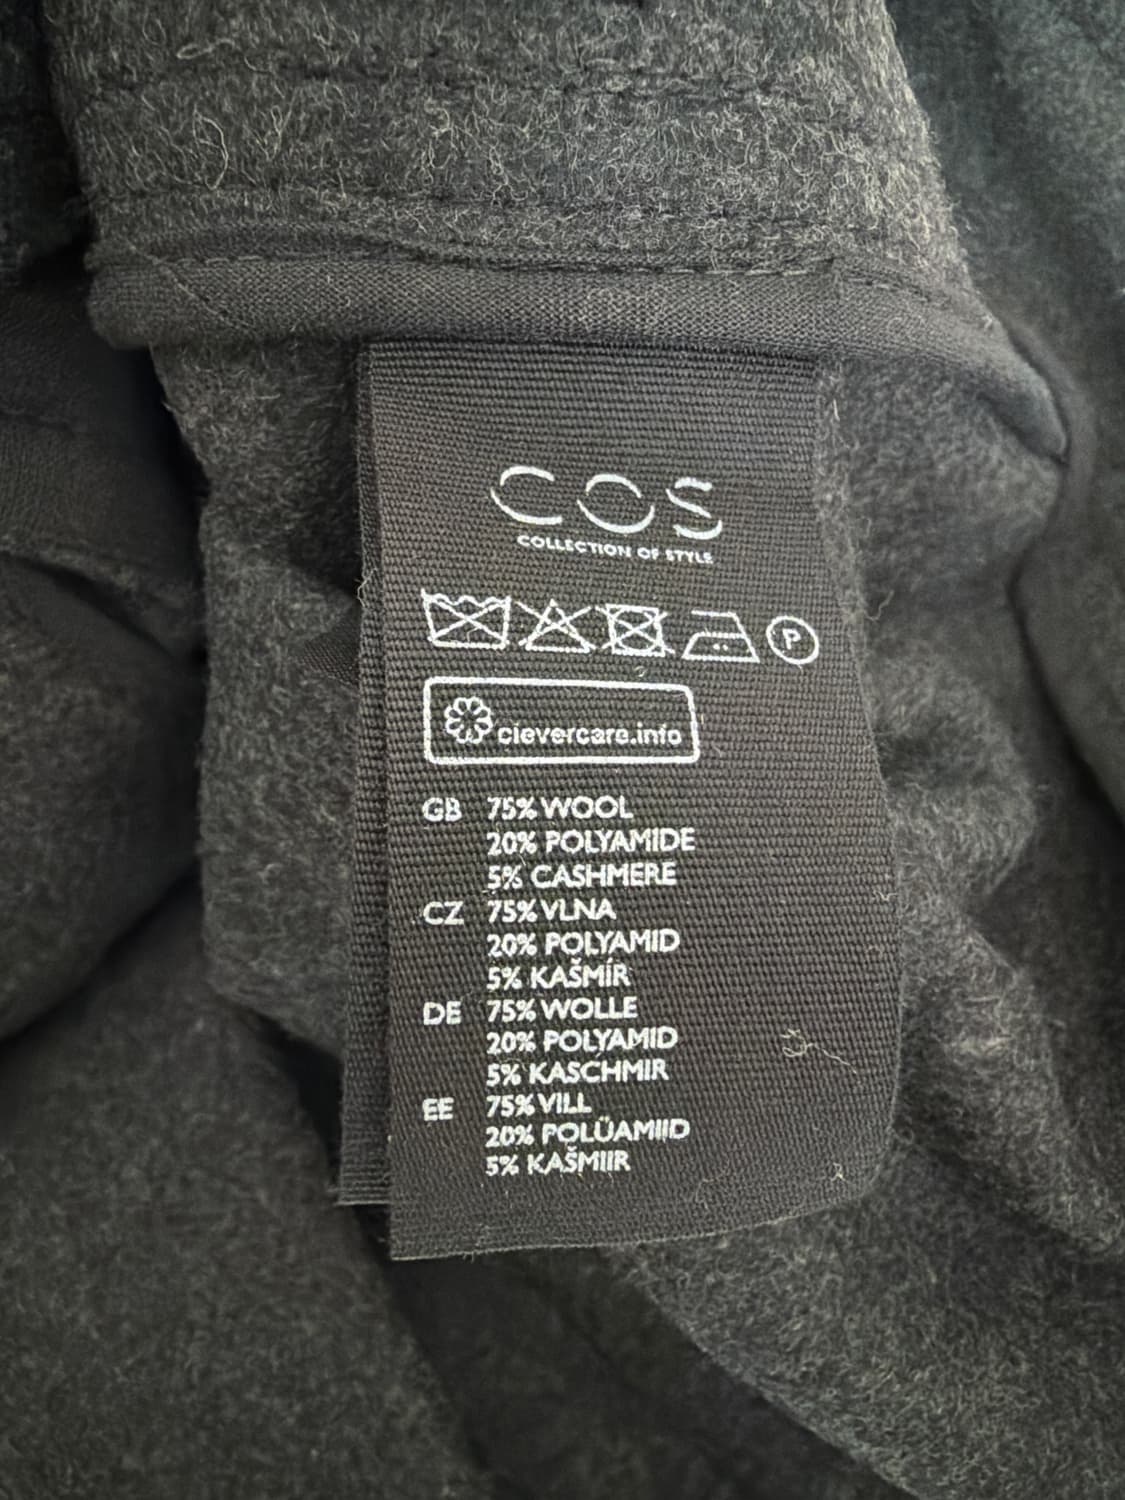 COS
COLLECTION OF STYLE
P
clevercare.info
GB 75% WOOL
20% POLYAMIDE
5% CASHMERE
CZ 75% VLNA
20% POLYAMID
5% KAŠMÍR
DE 75% WOLLE
20% POLYAMID
5% KASCHMIR
EE 75% VILL
20% POLÜAMIID
5% KAŠMIIR